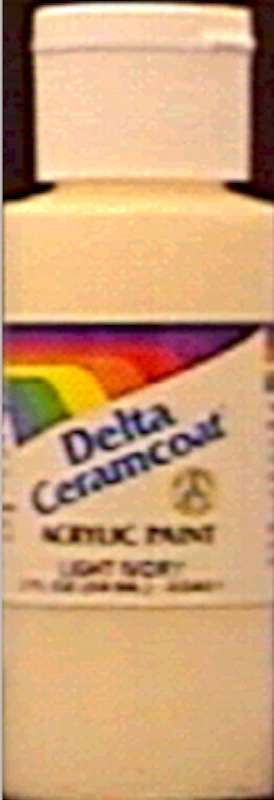 Delta
Ceramcoat
ACRYLIC PAINT
LIGHT IVORY